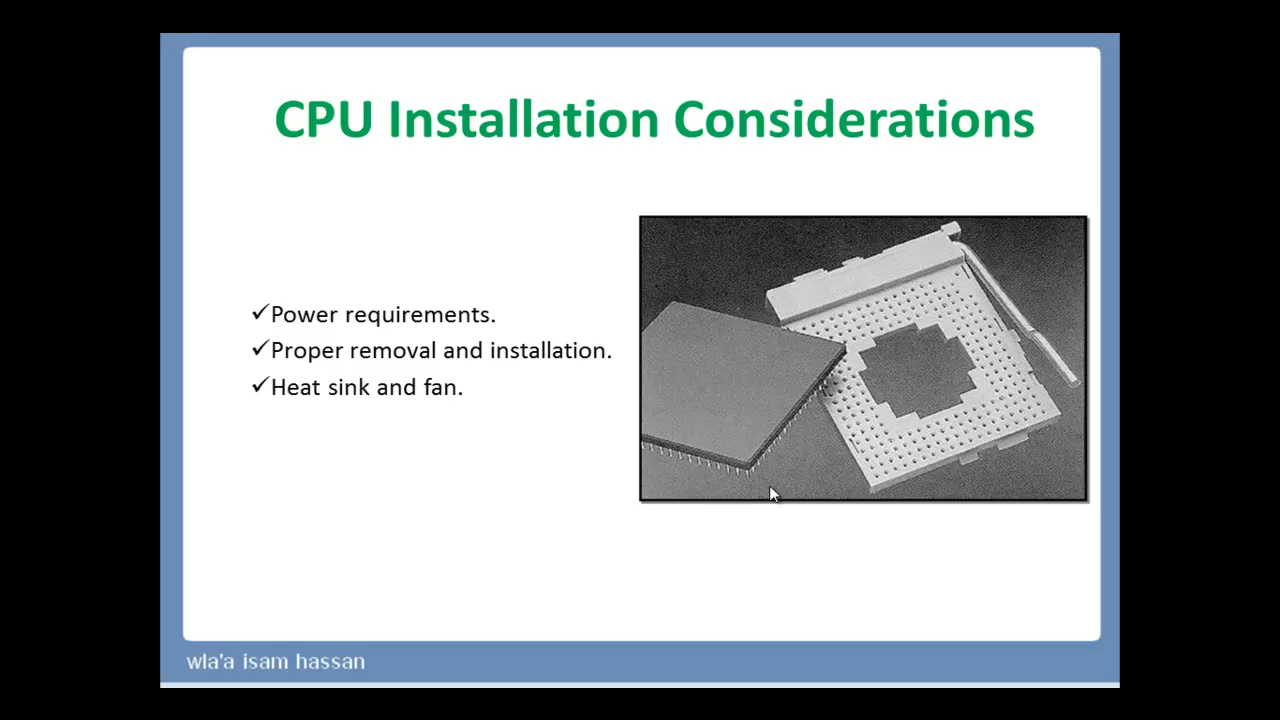 CPU Installation Considerations
✓Power requirements.
✓Proper removal and installation.
✓Heat sink and fan.
wla'a isam hassan